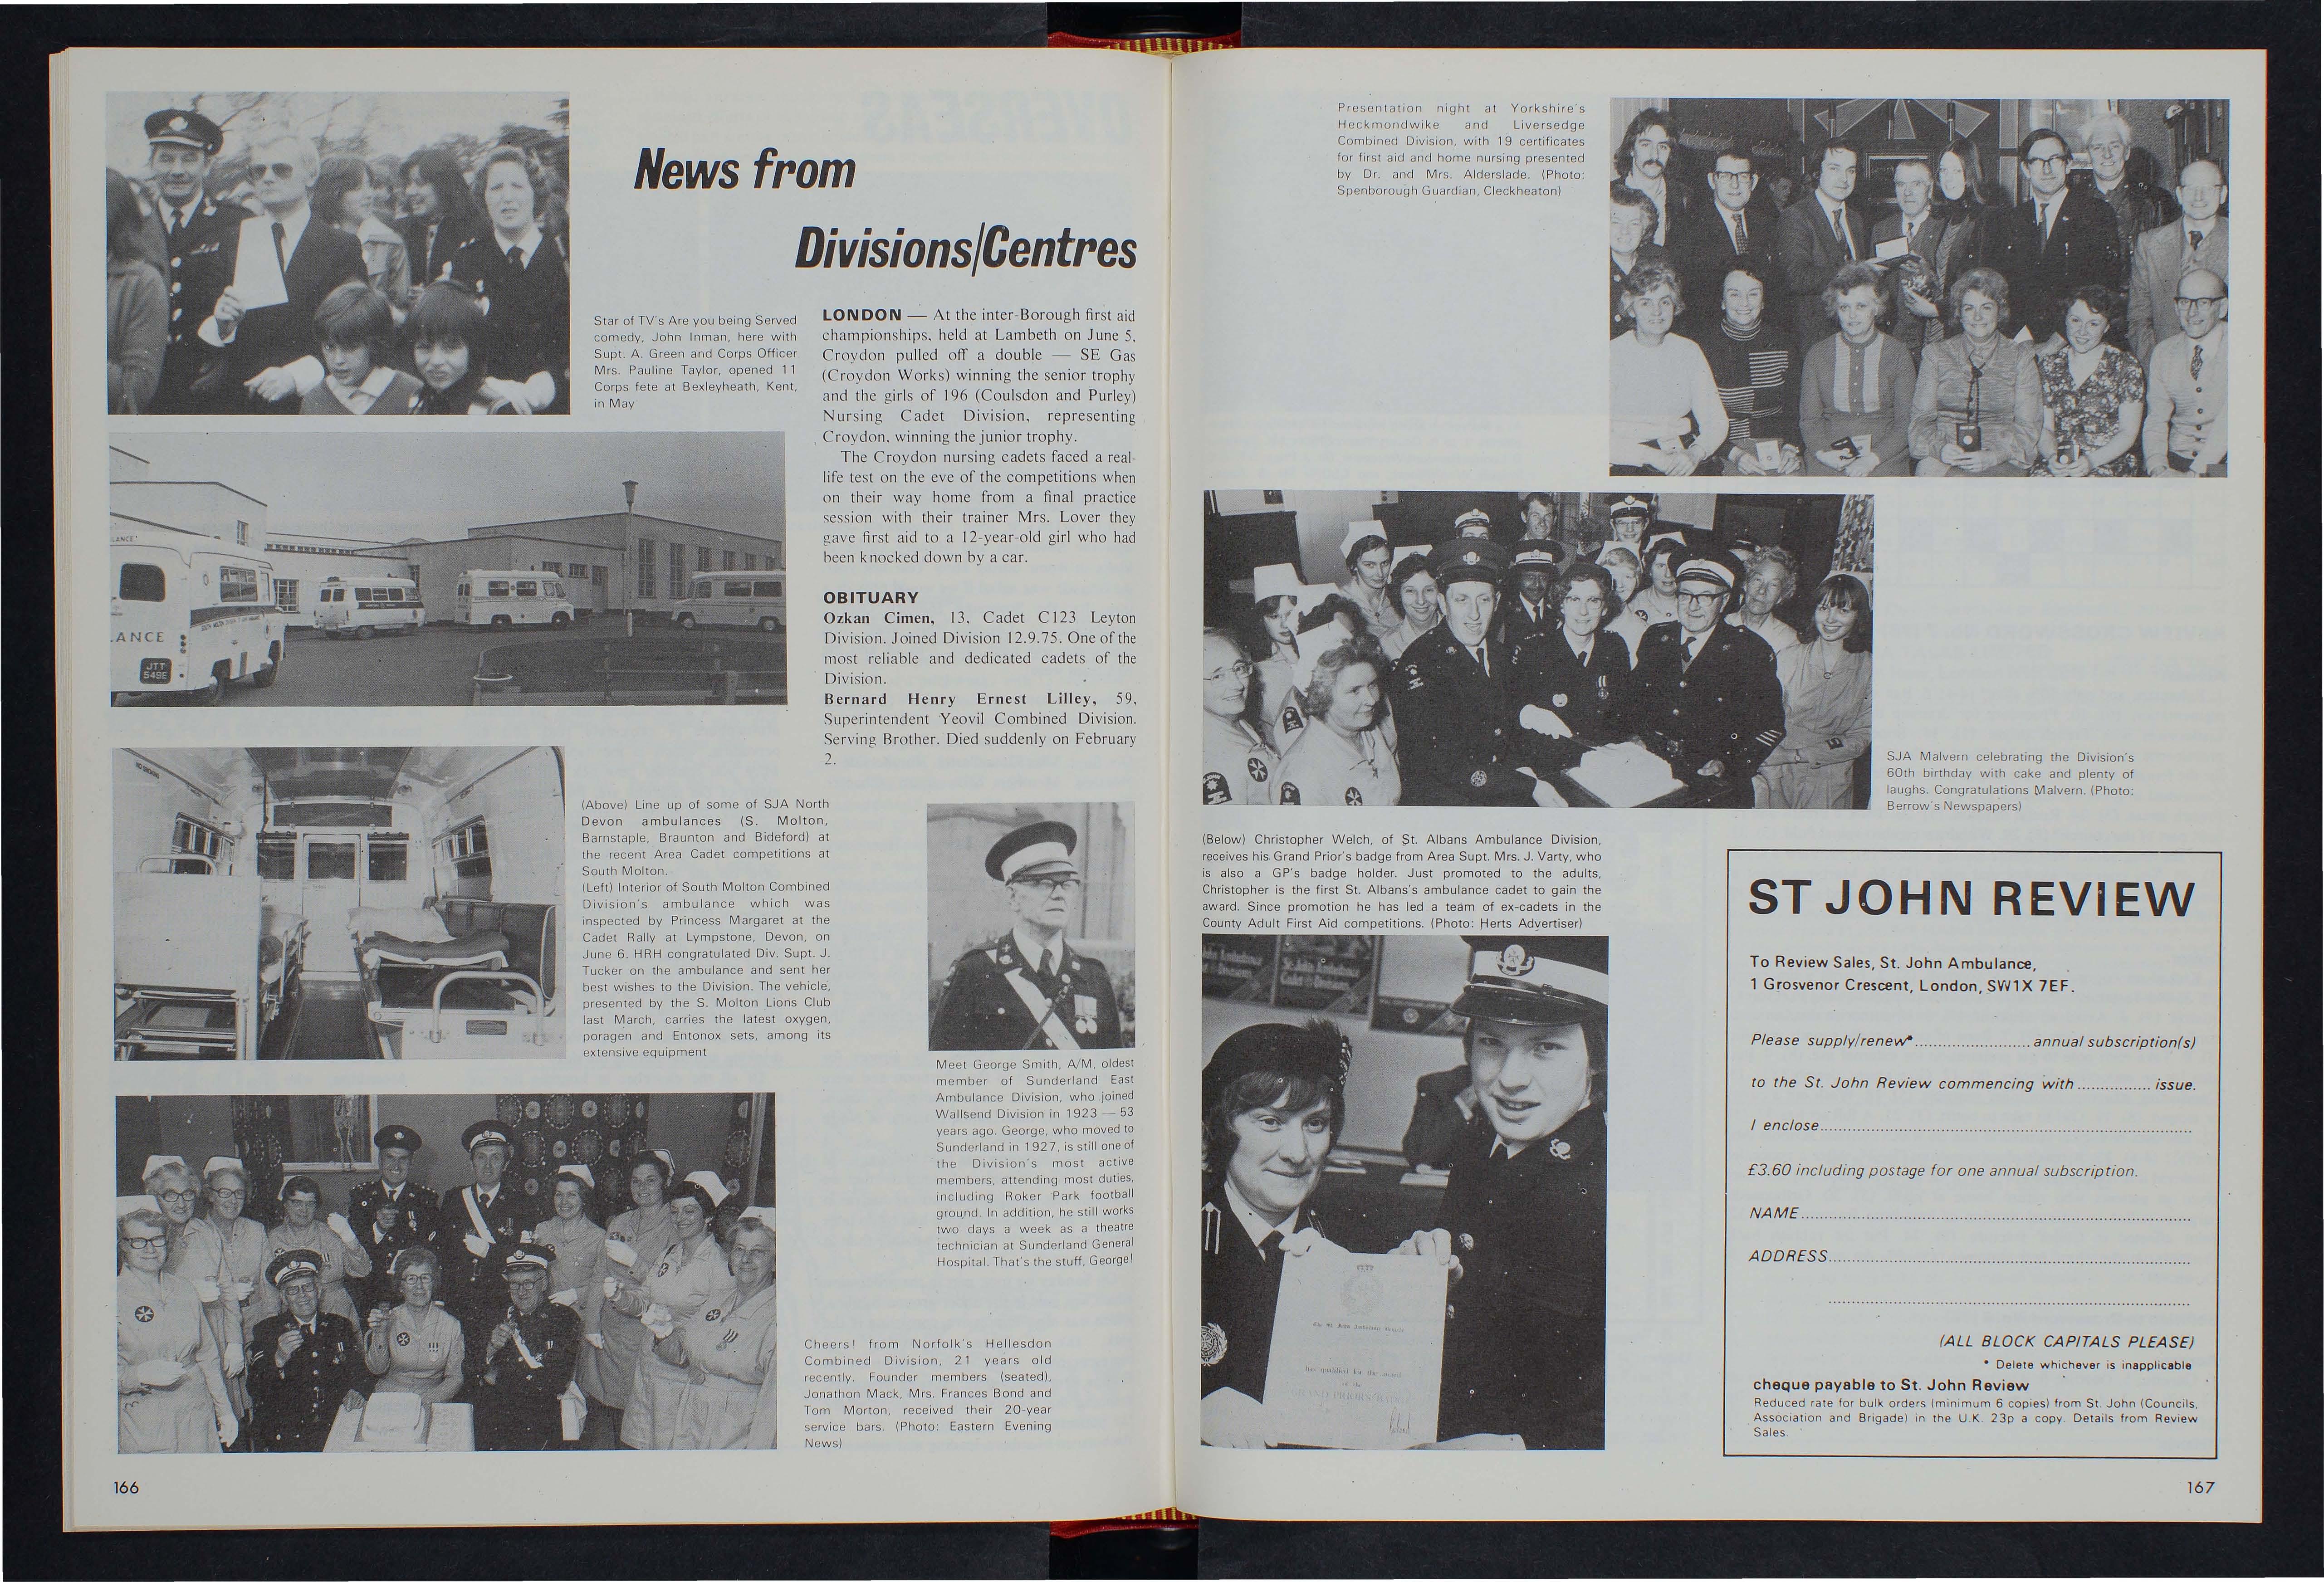 News from
Divisions/Centres
Star of TV's Are you being Served
comedy, John Inman, here with
Supt. A. Green and Corps Officer
Mrs. Pauline Taylor, opened 11
Corps fete at Bexleyheath, Kent,
in May
LONDON — At the inter-Borough first aid
championships, held at Lambeth on June 5,
Croydon pulled off a double — SE Gas
(Croydon Works) winning the senior trophy
and the girls of 196 (Coulsdon and Purley)
Nursing Cadet Division, representing
Croydon, winning the junior trophy.
The Croydon nursing cadets faced a real-
life test on the eve of the competitions when
on their way home from a final practice
session with their trainer Mrs. Lover they
gave first aid to a 12-year-old girl who had
been knocked down by a car.
OBITUARY
Ozkan Cimen, 13, Cadet C123 Leyton
Division. Joined Division 12.9.75. One of the
most reliable and dedicated cadets of the
Division.
Bernard Henry Ernest Lilley, 59,
Superintendent Yeovil Combined Division.
Serving Brother. Died suddenly on February
2.
LANCE
JTT
549E
NO SMOKING
(Above) Line up of some of SJA North
Devon ambulances (S. Molton,
Barnstaple, Braunton and Bideford) at
the recent Area Cadet competitions at
South Molton.
(Left) Interior of South Molton Combined
Division's ambulance which was
inspected by Princess Margaret at the
Cadet Rally at Lympstone, Devon, on
June 6. HRH congratulated Div. Supt. J.
Tucker on the ambulance and sent her
best wishes to the Division. The vehicle,
presented by the S. Molton Lions Club
last March, carries the latest oxygen,
poragen and Entonox sets, among its
extensive equipment
Meet George Smith, A/M, oldest
member of Sunderland East
Ambulance Division, who joined
Wallsend Division in 1923 — 53
years ago. George, who moved to
Sunderland in 1927, is still one of
the Division's most active
members, attending most duties,
including Roker Park football
ground. In addition, he still works
two days a week as a theatre
technician at Sunderland General
Hospital. That's the stuff, George!
Cheers! from Norfolk's Hellesdon
Combined Division, 21 years old
recently. Founder members (seated),
Jonathon Mack, Mrs. Frances Bond and
Tom Morton, received their 20-year
service bars. (Photo: Eastern Evening
News)
166
Presentation night at Yorkshire's
Heckmondwike and Liversedge
Combined Division, with 19 certificates
for first aid and home nursing presented
by Dr. and Mrs. Alderslade. (Photo:
Spenborough Guardian, Cleckheaton)
SJA Malvern celebrating the Division's
60th birthday with cake and plenty of
laughs. Congratulations Malvern. (Photo:
Berrow's Newspapers)
(Below) Christopher Welch, of St. Albans Ambulance Division,
receives his Grand Prior's badge from Area Supt. Mrs. J. Varty, who
is also a GP's badge holder. Just promoted to the adults,
Christopher is the first St. Albans's ambulance cadet to gain the
award. Since promotion he has led a team of ex-cadets in the
County Adult First Aid competitions. (Photo: Herts Advertiser)
The St. John Ambulance Brigade
has qualified for the award
of the
GRAND PRIOR'S BADGE
ST JOHN REVIEW
To Review Sales, St. John Ambulance,
1 Grosvenor Crescent, London, SW1X 7EF.
Please supply/renew*........................ annual subscription(s)
to the St. John Review commencing with ............... issue.
I enclose..........................................................................
£3.60 including postage for one annual subscription.
NAME..............................................................................
ADDRESS........................................................................
........................................................................
(ALL BLOCK CAPITALS PLEASE)
* Delete whichever is inapplicable
cheque payable to St. John Review
Reduced rate for bulk orders (minimum 6 copies) from St. John (Councils,
Association and Brigade) in the U.K. 23p a copy. Details from Review
Sales.
167